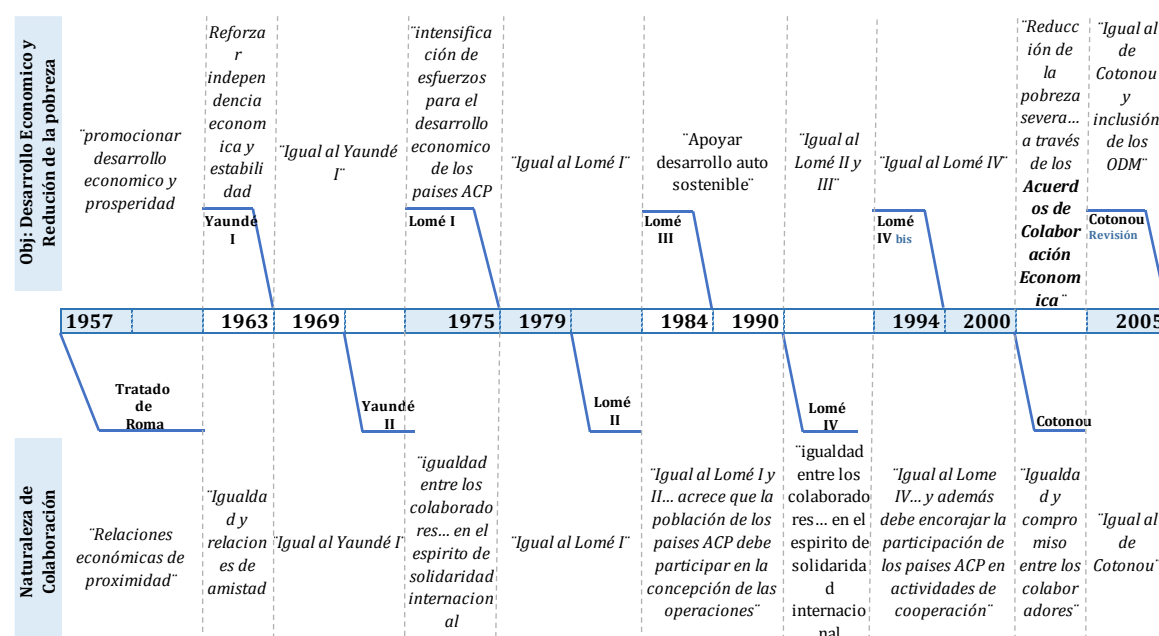 Obj: Desarrollo Economico y
Redución de la pobreza
¨promocionar
desarrollo
economico y
prosperidad
Reforza
r
indepen
dencia
econom
ica y
estabili
dad
¨Igual al Yaundé
I¨
¨intensifica
ción de
esfuerzos
para el
desarrollo
economico
de los
paises ACP
¨Igual al Lomé I¨
¨Apoyar
desarrollo auto
sostenible¨
¨Igual al
Lomé II y
III¨
¨Igual al Lomé IV¨
¨Reducc
ión de
la
pobreza
severa...
a través
de los
Acuerd
os de
Colabor
ación
Econom
ica¨
¨Igual al
de
Cotonou
y
inclusión
de los
ODM¨
Yaundé
I
Lomé I
Lomé
III
Lomé
IV bis
Cotonou
Revisión
1957 1963 1969 1975 1979 1984 1990 1994 2000 2005
Tratado
de
Roma
Yaundé
II
Lomé
II
Lomé
IV
Cotonou
Naturaleza de
Colaboración
¨Relaciones
económicas de
proximidad¨
¨Igualda
d y
relacion
es de
amistad
¨Igual al Yaundé I¨
¨igualdad
entre los
colaborado
res... en el
espirito de
solidaridad
internacion
al
¨Igual al Lomé I¨
¨Igual al Lomé I y
II... acrece que la
población de los
paises ACP debe
participar en la
concepción de las
operaciones¨
¨igualdad
entre los
colaborado
res... en el
espirito de
solidarida
d
internacio
nal
¨Igual al Lome
IV... y además
debe encorajar la
participación de
los paises ACP en
actividades de
cooperación¨
¨Igualda
d y
compro
miso
entre los
colabor
adores¨
¨Igual al
de
Cotonou¨